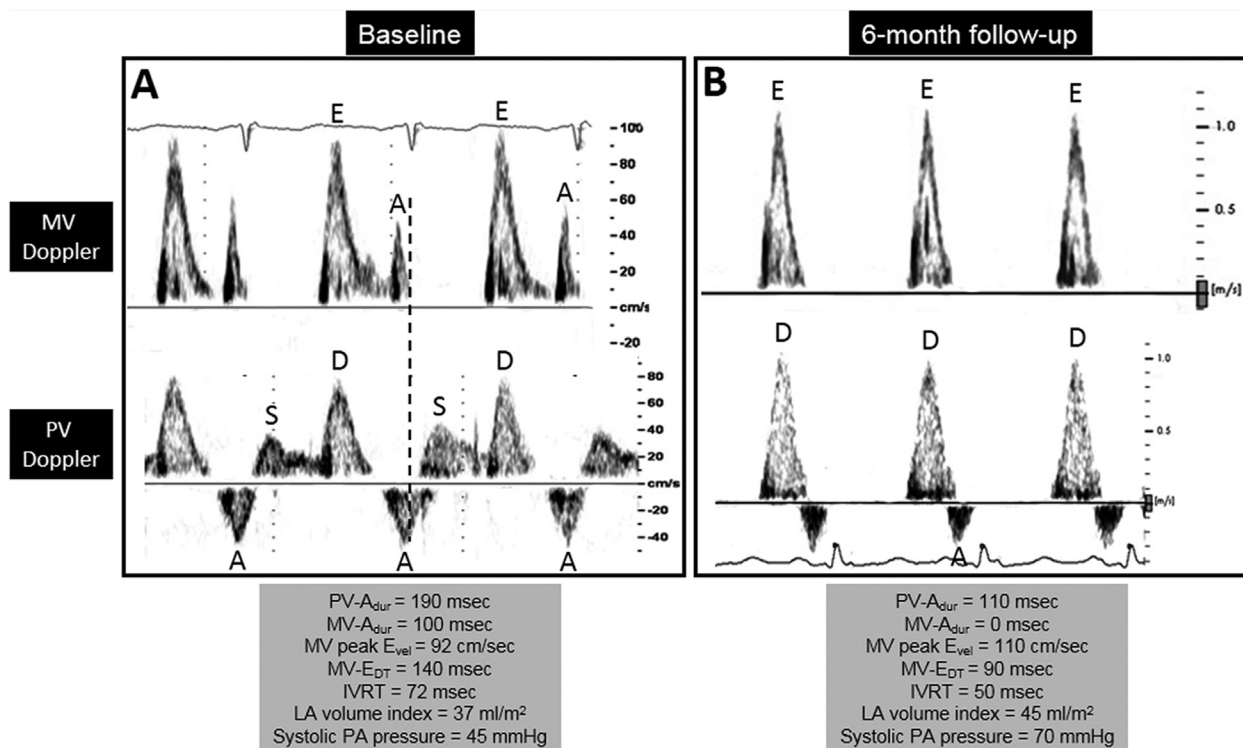 Baseline
6-month follow-up
A
B
E
E
E
E
E
100
80
60
40
20
cm/s
-20
A
A
1.0
0.5
[m/s]
MV
Doppler
D
D
D
D
D
S
S
80
60
40
20
cm/s
-20
-40
1.0
0.5
[m/s]
PV
Doppler
A
A
A
A
PV-Adur = 190 msec
MV-Adur = 100 msec
MV peak Evel = 92 cm/sec
MV-EDT = 140 msec
IVRT = 72 msec
LA volume index = 37 ml/m²
Systolic PA pressure = 45 mmHg
PV-Adur = 110 msec
MV-Adur = 0 msec
MV peak Evel = 110 cm/sec
MV-EDT = 90 msec
IVRT = 50 msec
LA volume index = 45 ml/m²
Systolic PA pressure = 70 mmHg